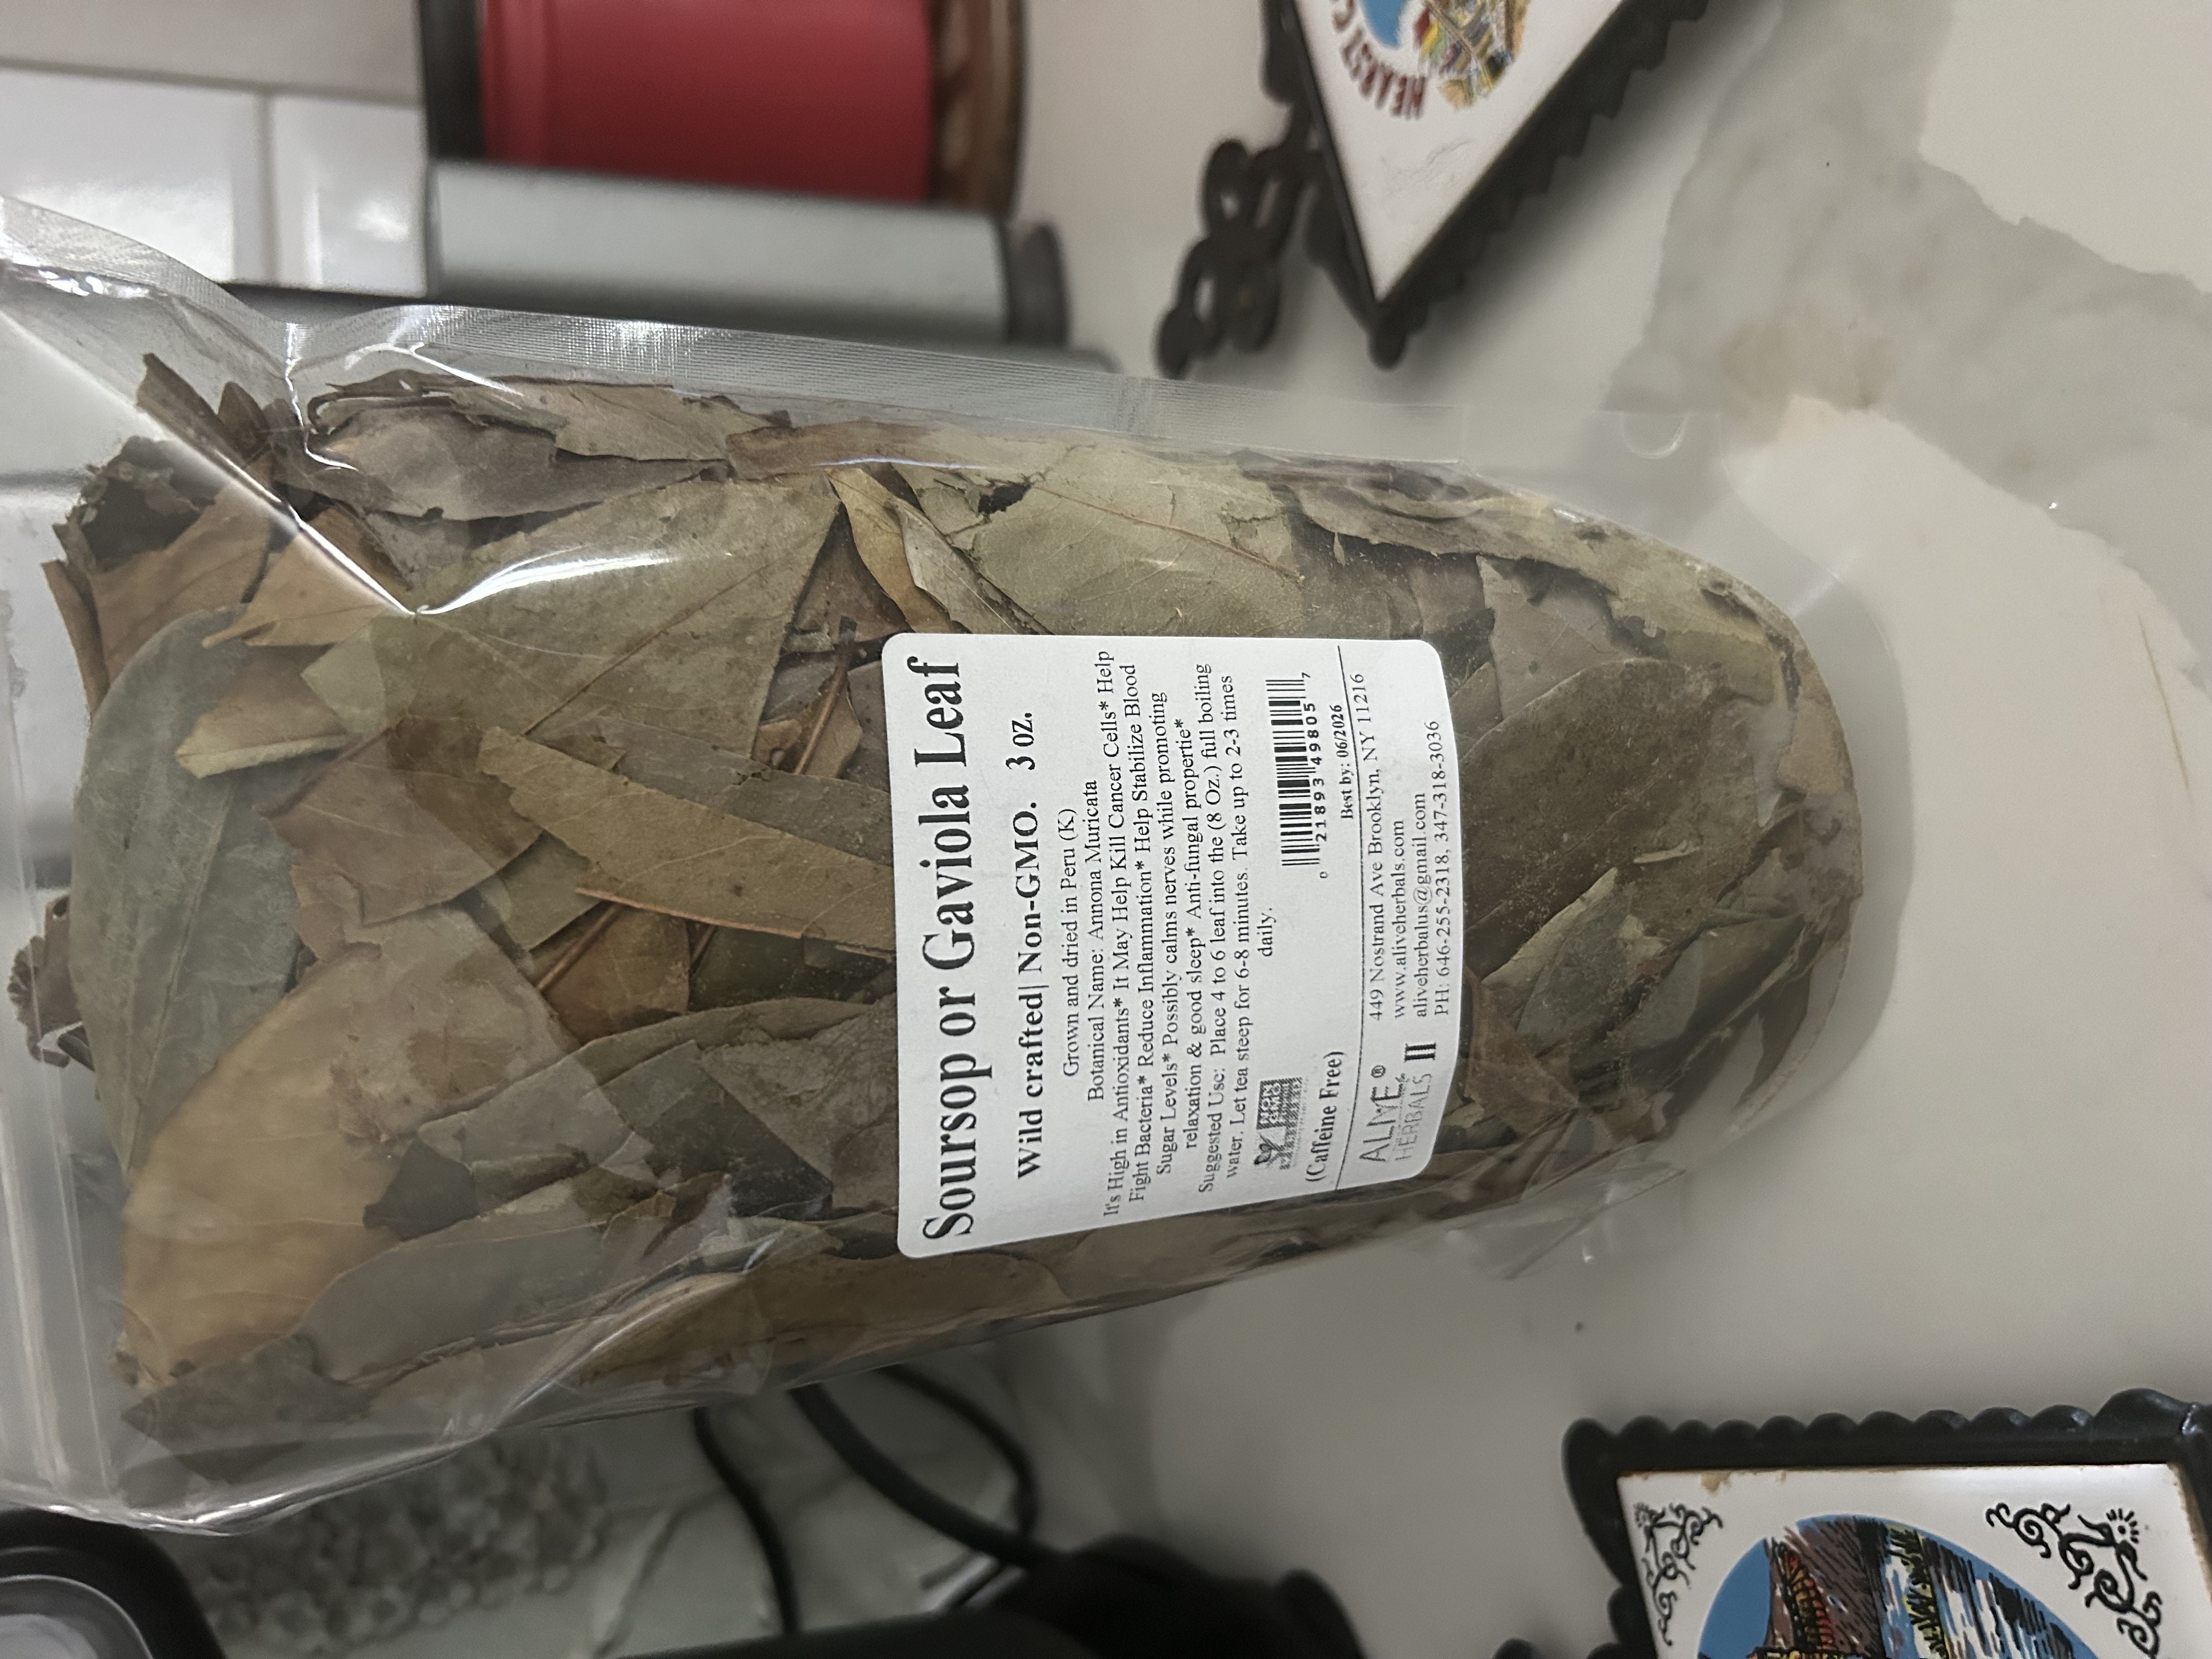 Soursop or Gaviola Leaf
Wild crafted| Non-GMO. 3 oz.
Grown and dried in Peru (K)
Botanical Name: Annona Muricata
It's High in Antioxidants* It May Help Kill Cancer Cells* Help
Fight Bacteria* Reduce Inflammation* Help Stabilize Blood
Sugar Levels* Possibly calms nerves while promoting
relaxation & good sleep* Anti-fungal propertie*
Suggested Use: Place 4 to 6 leaf into the (8 Oz.) full boiling
water. Let tea steep for 6-8 minutes. Take up to 2-3 times
daily.
0 21893 49805 7
(Caffeine Free)
Best by: 06/2026
ALIVE®
HERBALS II
449 Nostrand Ave Brooklyn, NY 11216
www.aliveherbals.com
aliveherbalus@gmail.com
PH: 646-255-2318, 347-318-3036
HEARST C